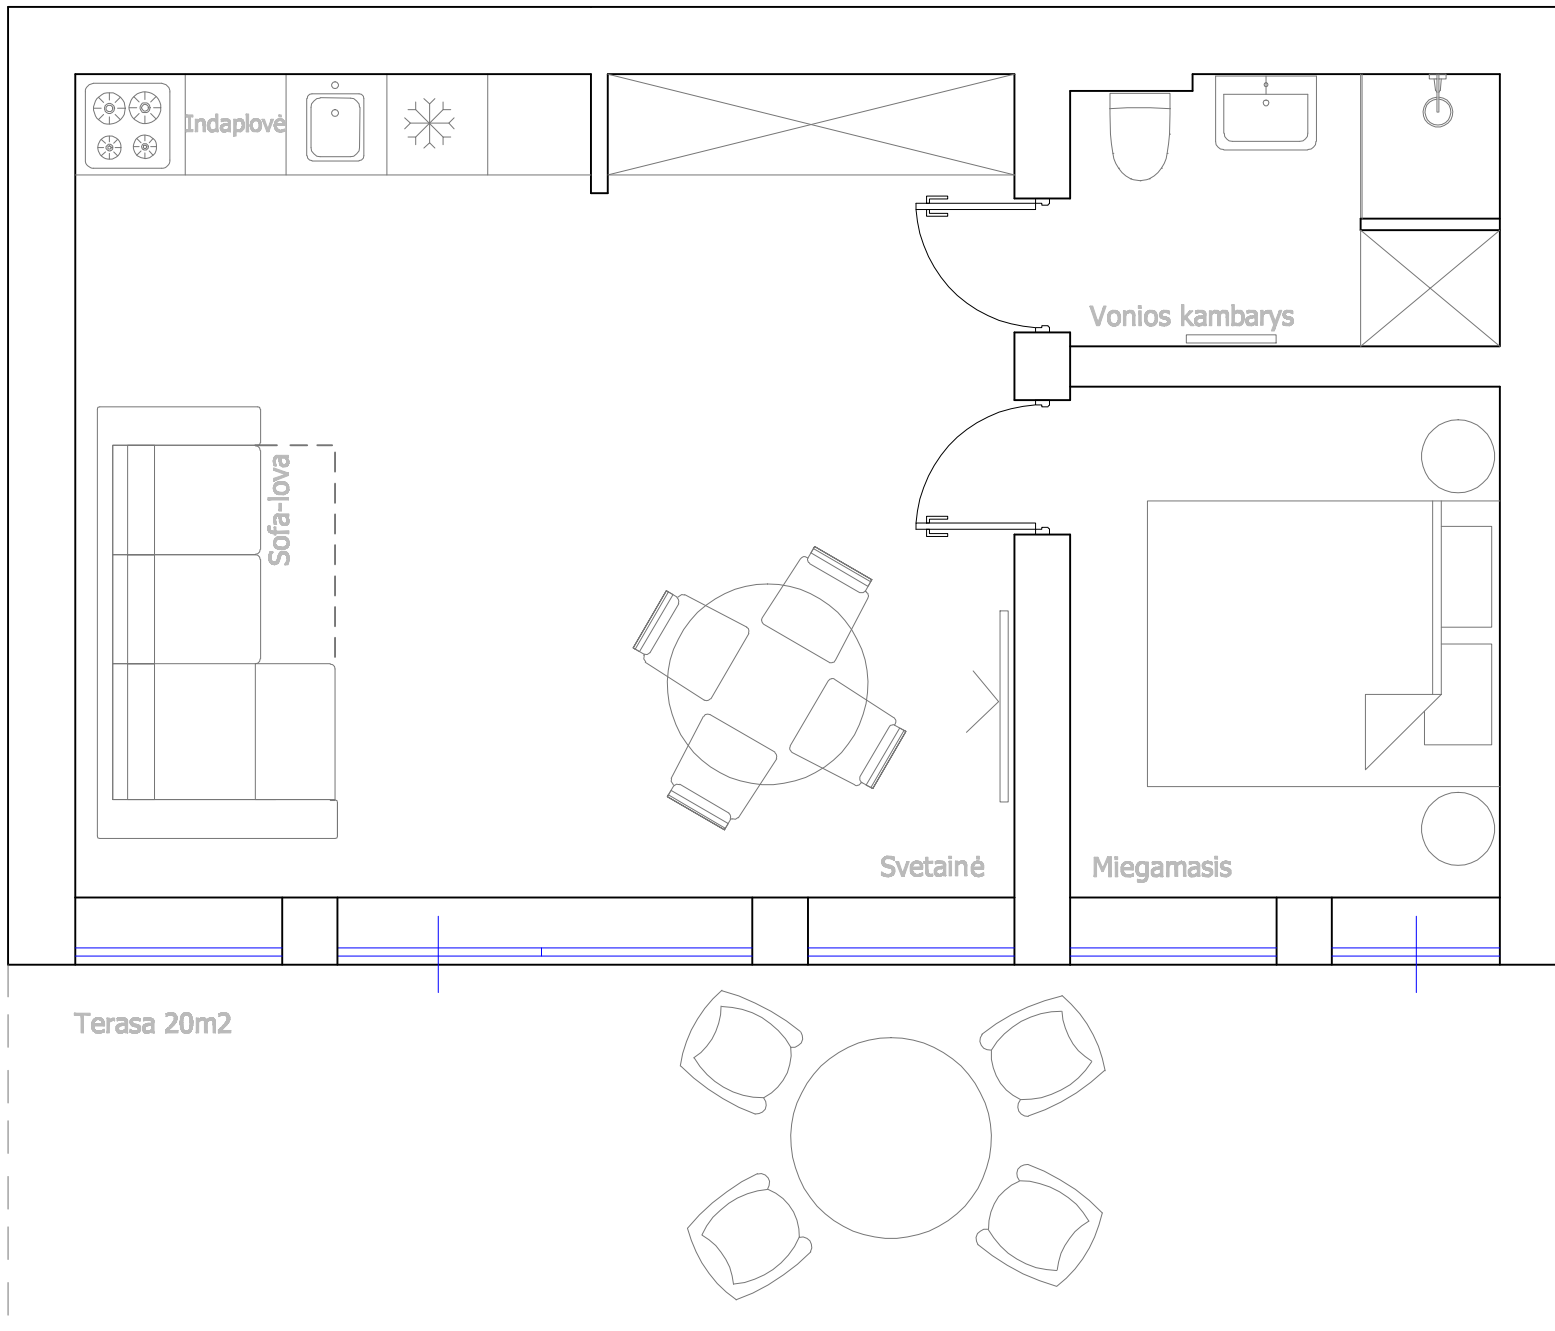 Indaplovė
Vonios kambarys
Sofa-lova
Svetainė
Miegamasis
Terasa 20m2